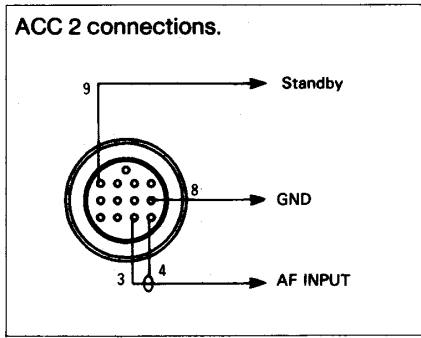 ACC 2 connections.
9
Standby
8
GND
3
4
AF INPUT